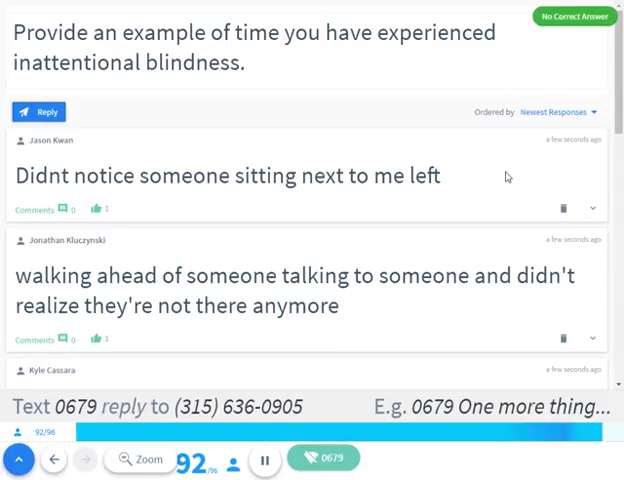 No Correct Answer
Provide an example of time you have experienced
inattentional blindness.
Reply
Ordered by Newest Responses
Jason Kwan
a few seconds ago
Didnt notice someone sitting next to me left
Comments 0 1
Jonathan Kluczynski
a few seconds ago
walking ahead of someone talking to someone and didn't
realize they're not there anymore
Comments 0 1
Kyle Cassara
a few seconds ago
Text 0679 reply to (315) 636-0905
E.g. 0679 One more thing...
92/96
Zoom
92/96
0679